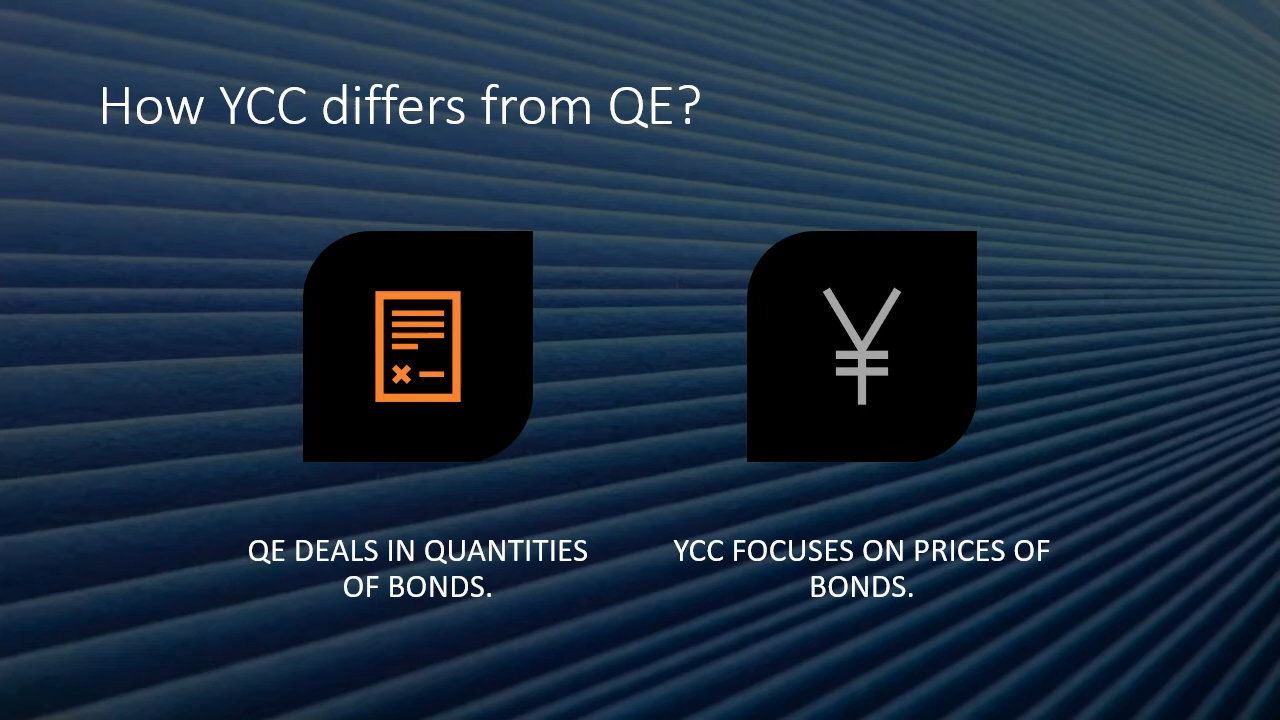 How YCC differs from QE?
QE DEALS IN QUANTITIES
OF BONDS.
YCC FOCUSES ON PRICES OF
BONDS.